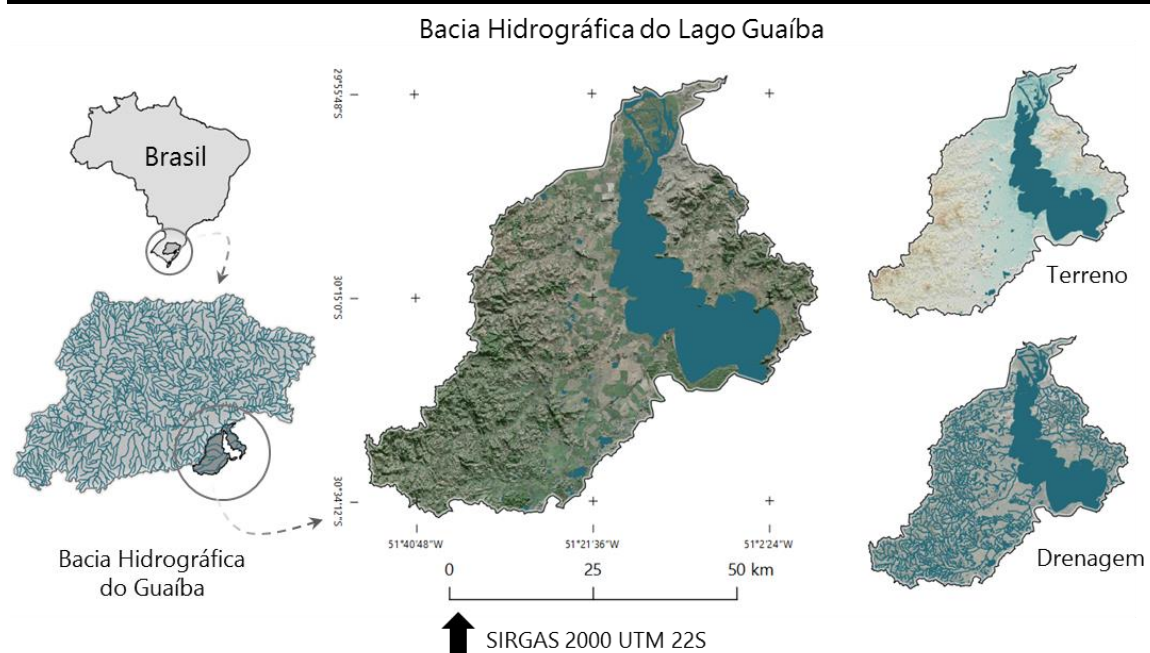 Bacia Hidrográfica do Lago Guaíba
Brasil
Bacia Hidrográfica
do Guaíba
29°55'48"S
30°15'0"S
30°34'12"S
51°40'48"W
51°21'36"W
51°2'24"W
0
25
50 km
SIRGAS 2000 UTM 22S
Terreno
Drenagem